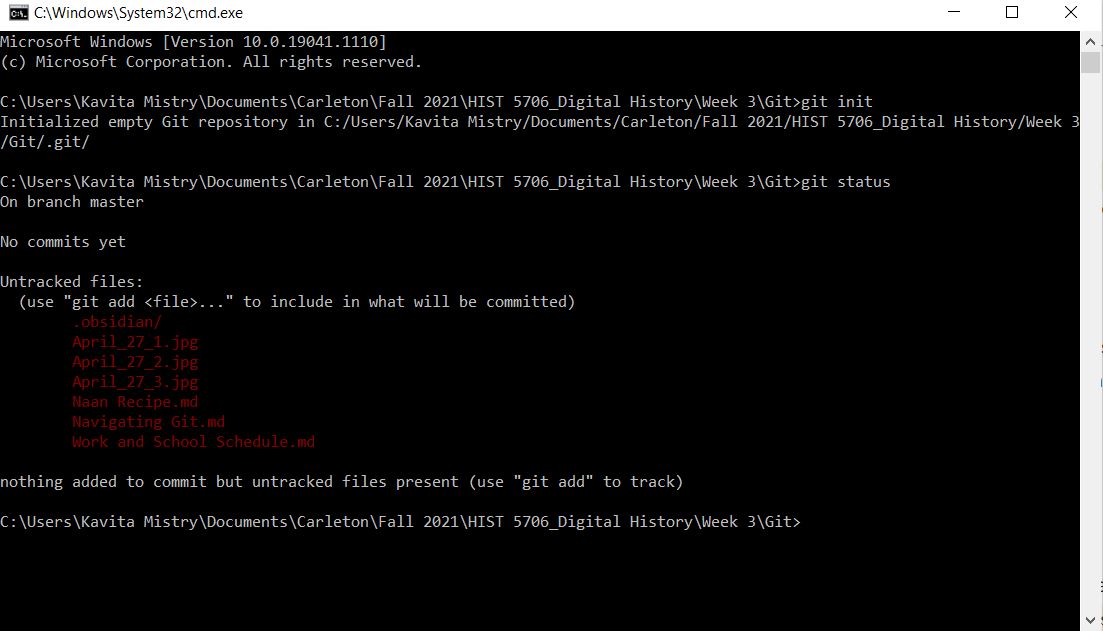 C:\Windows\System32\cmd.exe
Microsoft Windows [Version 10.0.19041.1110]
(c) Microsoft Corporation. All rights reserved.
C:\Users\Kavita Mistry\Documents\Carleton\Fall 2021\HIST 5706_Digital History\Week 3\Git>git init
Initialized empty Git repository in C:/Users/Kavita Mistry/Documents/Carleton/Fall 2021/HIST 5706_Digital History/Week 3
/Git/.git/
C:\Users\Kavita Mistry\Documents\Carleton\Fall 2021\HIST 5706_Digital History\Week 3\Git>git status
On branch master
No commits yet
Untracked files:
(use "git add <file>..." to include in what will be committed)
.obsidian/
April_27_1.jpg
April_27_2.jpg
April_27_3.jpg
Naan Recipe.md
Navigating Git.md
Work and School Schedule.md
nothing added to commit but untracked files present (use "git add" to track)
C:\Users\Kavita Mistry\Documents\Carleton\Fall 2021\HIST 5706_Digital History\Week 3\Git>